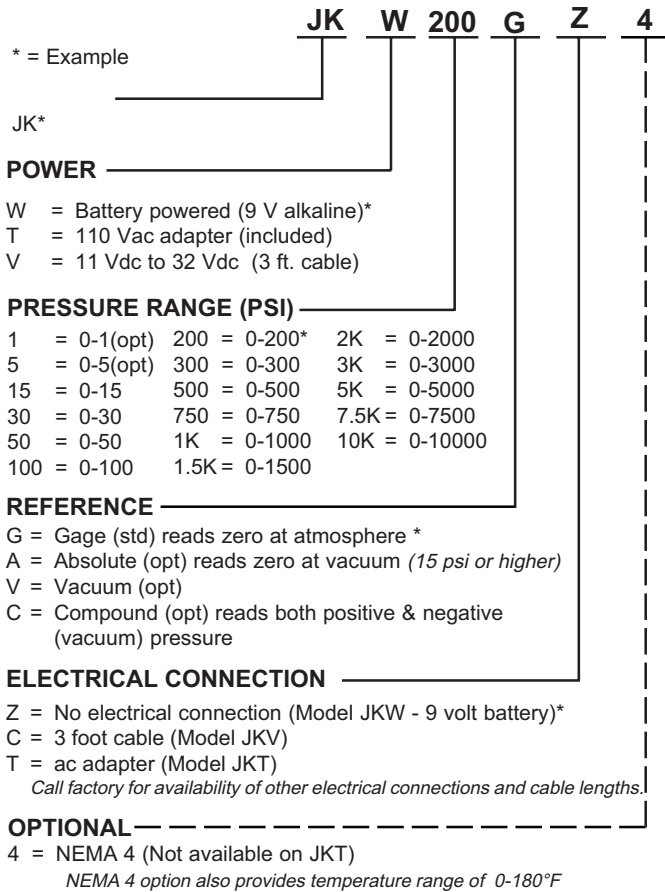 JK W 200 G Z 4
* = Example
JK*
POWER
W = Battery powered (9 V alkaline)*
T = 110 Vac adapter (included)
V = 11 Vdc to 32 Vdc (3 ft. cable)
PRESSURE RANGE (PSI)
1 = 0-1(opt) 200 = 0-200* 2K = 0-2000
5 = 0-5(opt) 300 = 0-300 3K = 0-3000
15 = 0-15 500 = 0-500 5K = 0-5000
30 = 0-30 750 = 0-750 7.5K = 0-7500
50 = 0-50 1K = 0-1000 10K = 0-10000
100 = 0-100 1.5K = 0-1500
REFERENCE
G = Gage (std) reads zero at atmosphere *
A = Absolute (opt) reads zero at vacuum (15 psi or higher)
V = Vacuum (opt)
C = Compound (opt) reads both positive & negative
(vacuum) pressure
ELECTRICAL CONNECTION
Z = No electrical connection (Model JKW - 9 volt battery)*
C = 3 foot cable (Model JKV)
T = ac adapter (Model JKT)
Call factory for availability of other electrical connections and cable lengths.
OPTIONAL
4 = NEMA 4 (Not available on JKT)
NEMA 4 option also provides temperature range of 0-180°F